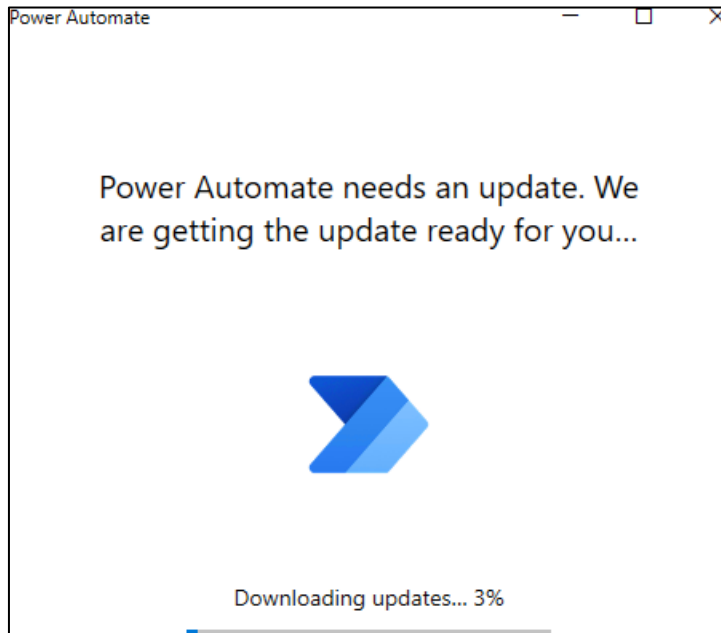 Power Automate
Power Automate needs an update. We
are getting the update ready for you...
Downloading updates... 3%